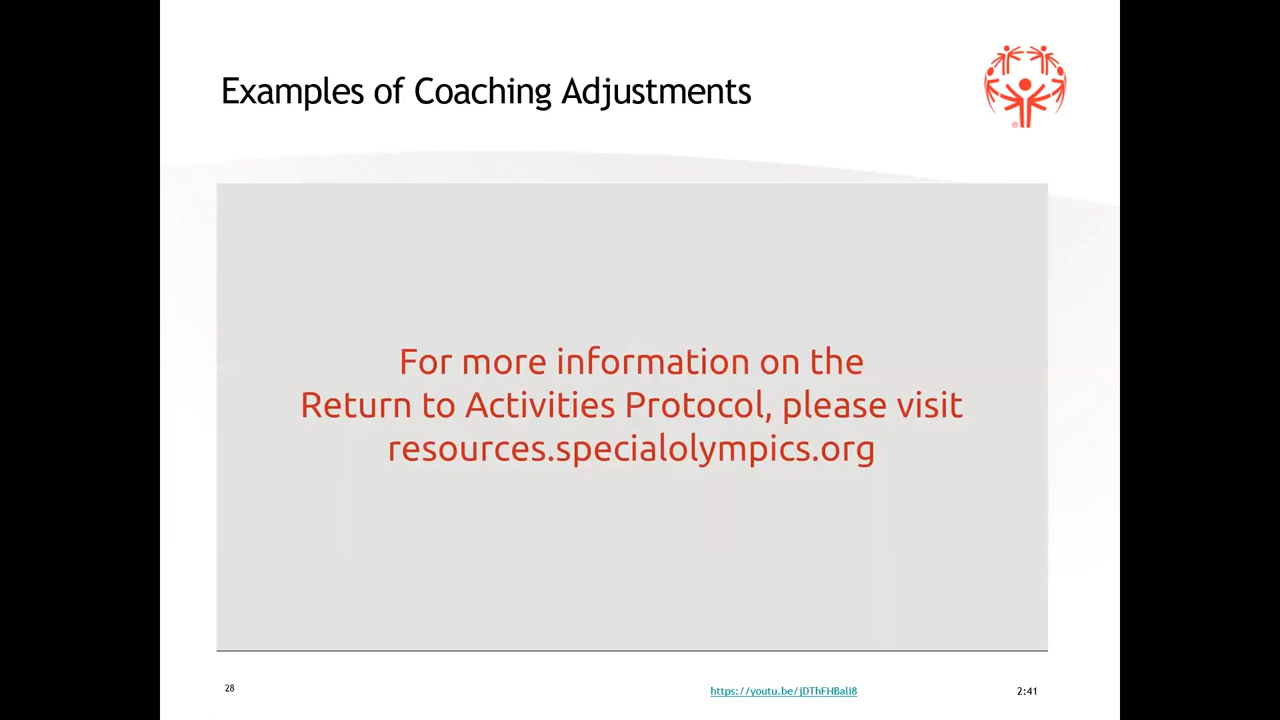 Examples of Coaching Adjustments
®
For more information on the
Return to Activities Protocol, please visit
resources.specialolympics.org
28
https://youtu.be/jDThFHBali8
2:41